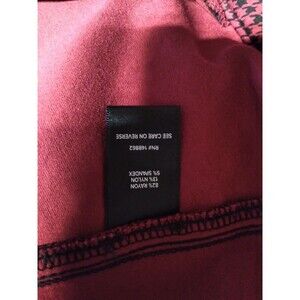 82% RAYON
13% NYLON
5% SPANDEX
RN# 148862
SEE CARE ON REVERSE